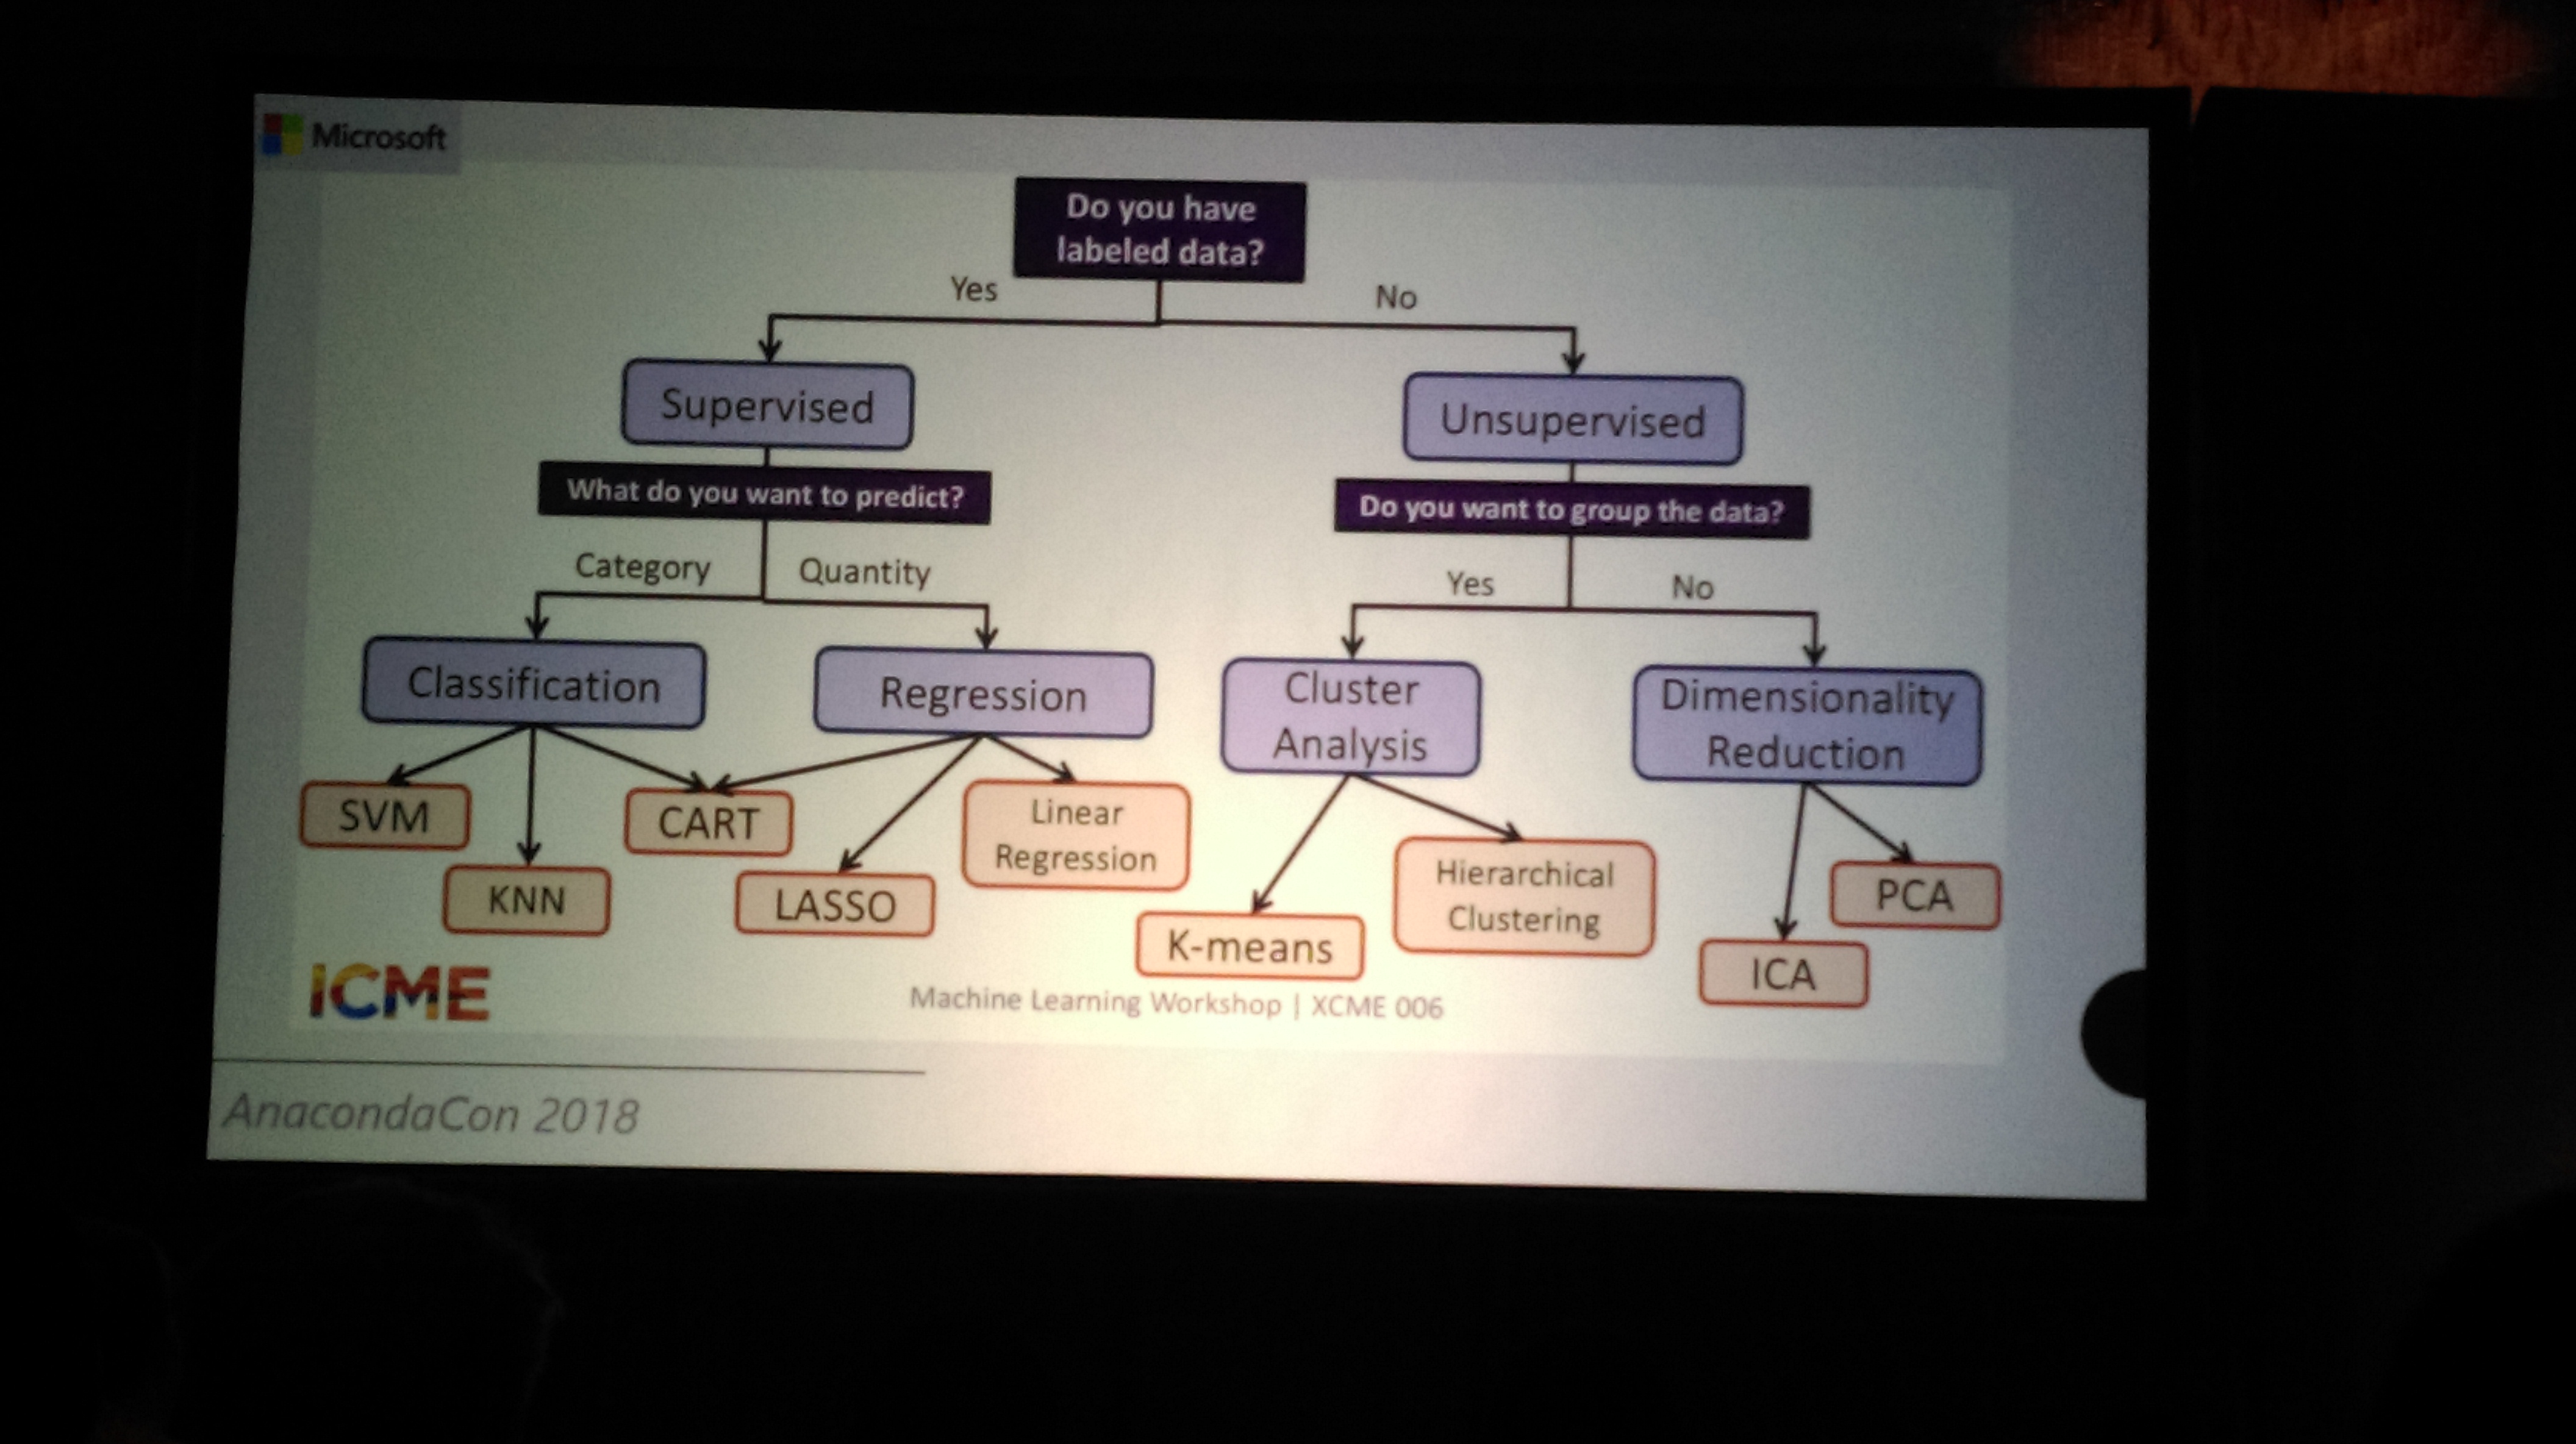 Microsoft
Do you have
labeled data?
Yes
No
Supervised
Unsupervised
What do you want to predict?
Do you want to group the data?
Category
Quantity
Yes
No
Classification
Regression
Cluster
Analysis
Dimensionality
Reduction
SVM
KNN
CART
LASSO
Linear
Regression
K-means
Hierarchical
Clustering
ICA
PCA
ICME
Machine Learning Workshop | XCME 006
AnacondaCon 2018